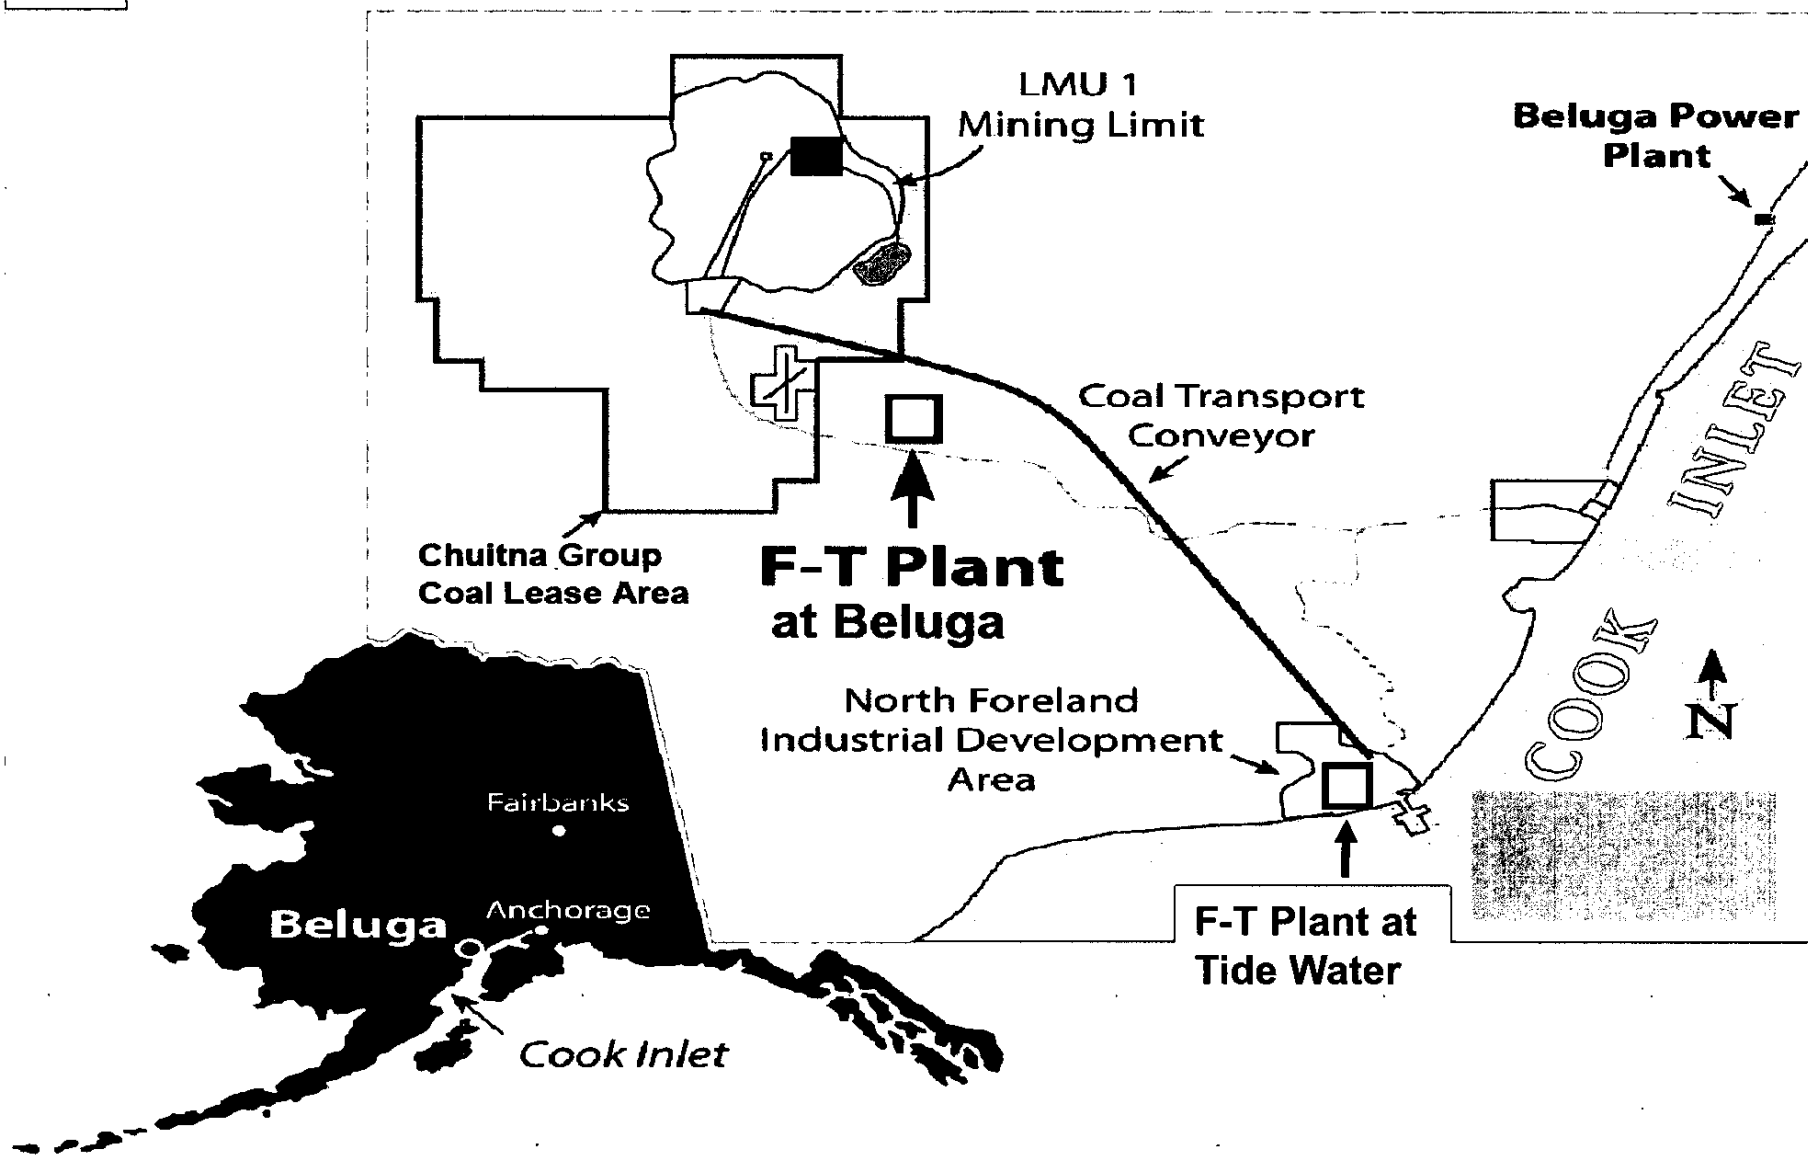 LMU 1
Mining Limit
Beluga Power
Plant
Coal Transport
Conveyor
INLET
COOK
Chuitna Group
Coal Lease Area
F-T Plant
at Beluga
North Foreland
Industrial Development
Area
N
Fairbanks
Anchorage
Beluga
F-T Plant at
Tide Water
Cook Inlet